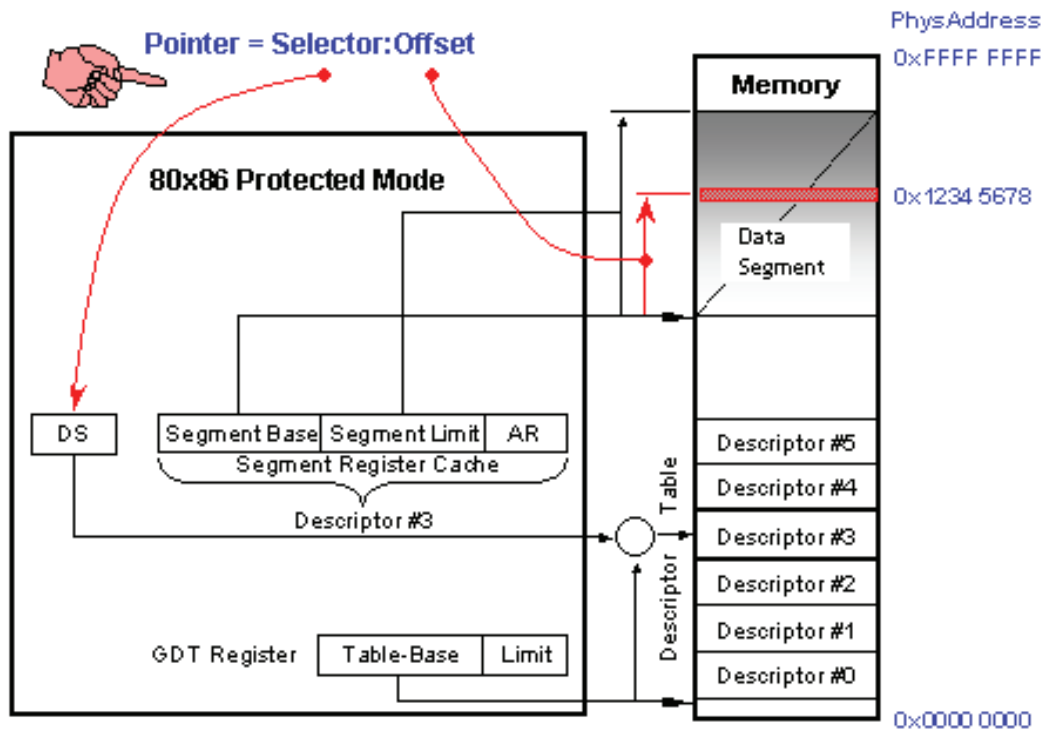 PhysAddress
0xFFFF FFFF
Pointer = Selector:Offset
Memory
80x86 Protected Mode
0x1234 5678
Data
Segment
DS
Segment Base
Segment Limit
AR
Segment Register Cache
Descriptor #3
Descriptor Table
Descriptor #5
Descriptor #4
Descriptor #3
Descriptor #2
Descriptor #1
Descriptor #0
GDT Register
Table-Base
Limit
0x0000 0000